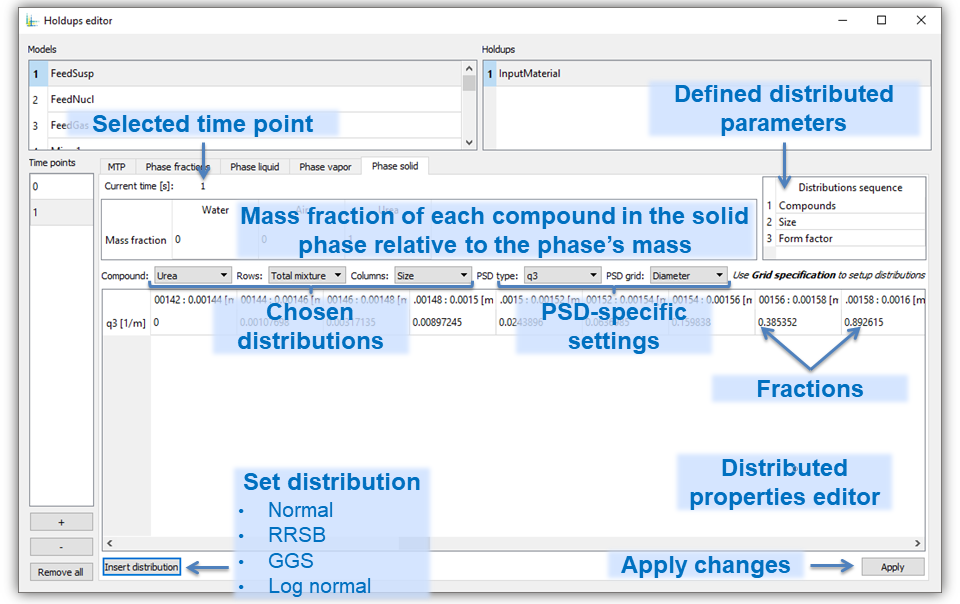 Holdups editor
Models
Holdups
1 FeedSusp
2 FeedNucl
3 FeedGas
1 InputMaterial
Selected time point
Defined distributed
parameters
Time points
0
1
MTP Phase fractions Phase liquid Phase vapor Phase solid
Current time [s]: 1
Water Air Urea
Mass fraction 0 0 1
Mass fraction of each compound in the solid
phase relative to the phase's mass
Distributions sequence
1 Compounds
2 Size
3 Form factor
Compound: Urea Rows: Total mixture Columns: Size PSD type: q3 PSD grid: Diameter Use Grid specification to setup distributions
00142 : 0.00144 [m .00144 : 0.00146 [m .00146 : 0.00148 [m .00148 : 0.0015 [m .0015 : 0.00152 [m .00152 : 0.00154 [m .00154 : 0.00156 [m 00156 : 0.00158 [m .00158 : 0.0016 [m
q3 [1/m] 0 0.00107698 0.00317135 0.00897245 0.0243896 0.159838 0.385352 0.892615
Chosen
distributions
PSD-specific
settings
Fractions
Distributed
properties editor
Set distribution
• Normal
• RRSB
• GGS
• Log normal
+
-
Remove all
Insert distribution
Apply changes
Apply